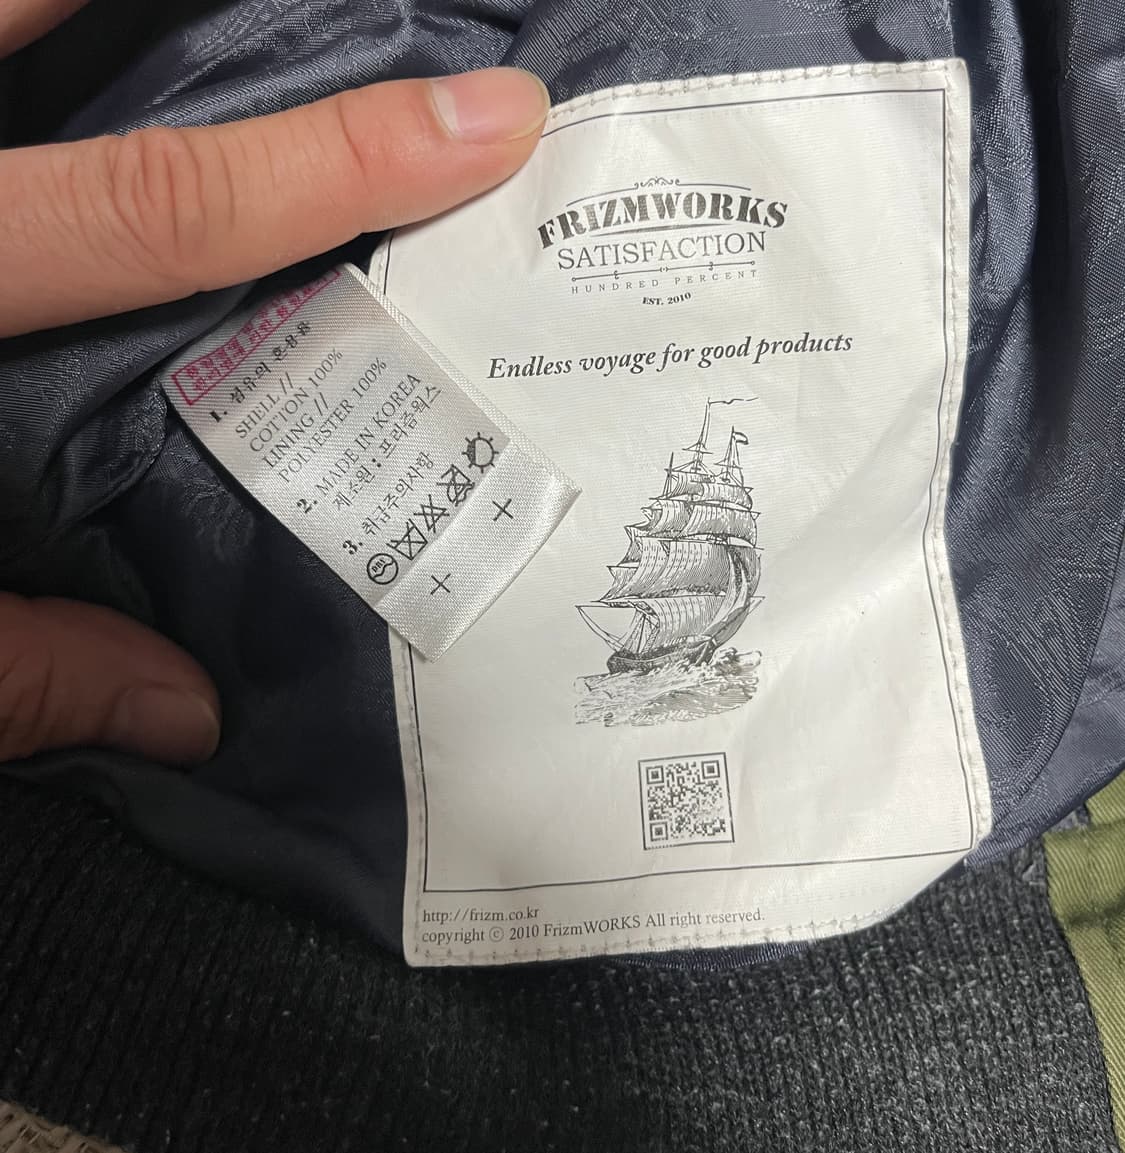 FRIZMWORKS
SATISFACTION
HUNDRED PERCENT
EST. 2010
Endless voyage for good products
1. 섬유의 혼용율
SHELL //
COTTON 100%
LINING //
POLYESTER 100%
2. MADE IN KOREA
제조원 : 프리즘웍스
3. 취급주의사항
http://frizm.co.kr
copyright ⓒ 2010 FrizmWORKS All right reserved.